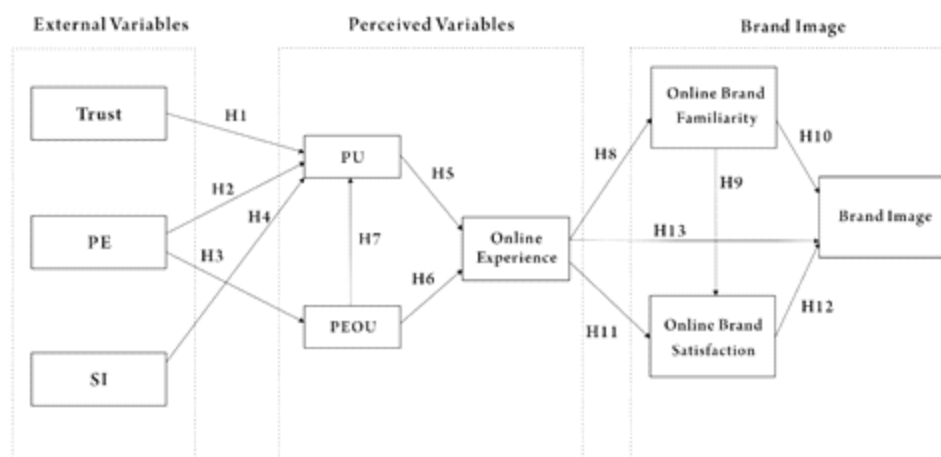 External Variables
Perceived Variables
Brand Image
Trust
H1
PE
H2
H4
H3
SI
PU
H5
H7
Online
Experience
PEOU
H6
Online Brand
Familiarity
H8
H10
H9
H13
Brand Image
H11
Online Brand
Satisfaction
H12